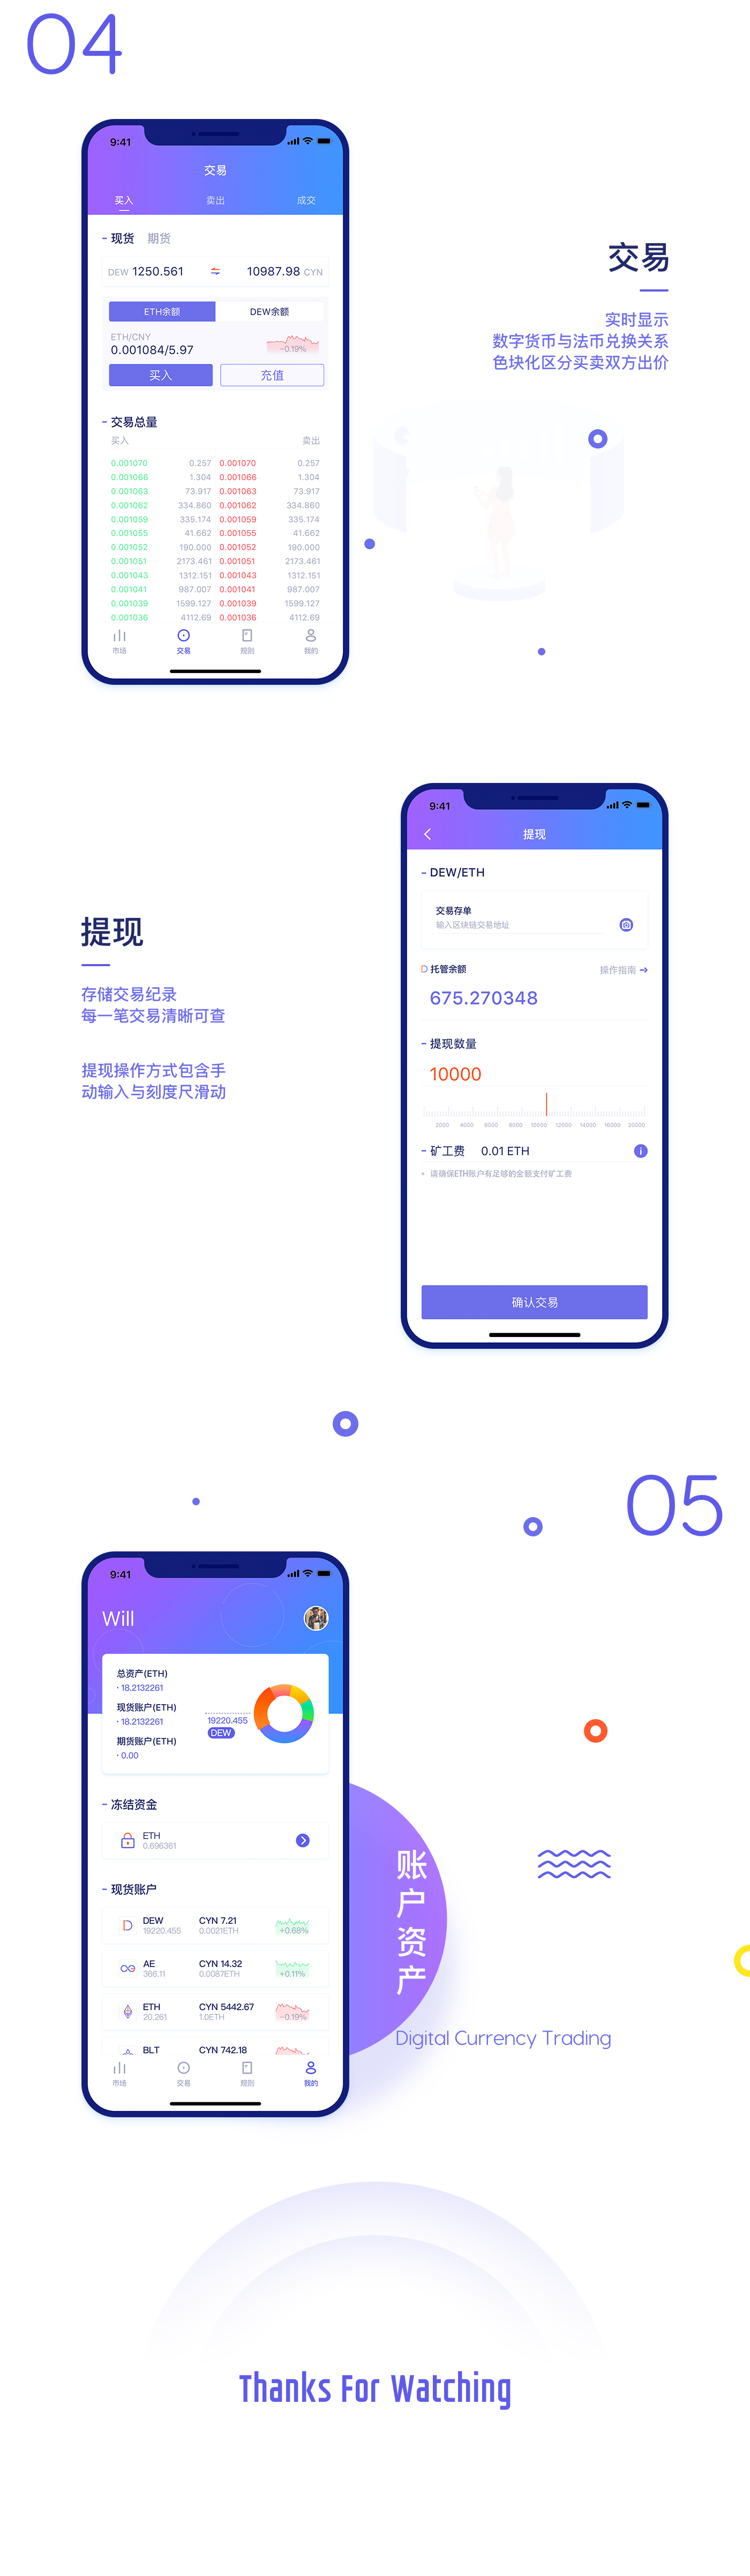 04
9:41
交易
买入 卖出 成交
现货 期货
DEW 1250.561 10987.98 CYN
ETH余额 DEW余额
ETH/CNY
0.001084/5.97
-0.19%
买入 充值
交易总量
买入 卖出
0.001070 0.257 0.001070 0.257
0.001066 1.304 0.001066 1.304
0.001063 73.917 0.001063 73.917
0.001062 334.860 0.001062 334.860
0.001059 335.174 0.001059 335.174
0.001055 41.662 0.001055 41.662
0.001052 190.000 0.001052 190.000
0.001051 2173.461 0.001051 2173.461
0.001043 1312.151 0.001043 1312.151
0.001041 987.007 0.001041 987.007
0.001039 1599.127 0.001039 1599.127
0.001036 4112.69 0.001036 4112.69
市场 交易 规则 我的
交易
实时显示
数字货币与法币兑换关系
色块化区分买卖双方出价
提现
存储交易纪录
每一笔交易清晰可查
提现操作方式包含手
动输入与刻度尺滑动
9:41
提现
DEW/ETH
交易存单
输入区块链交易地址
托管余额 操作指南
675.270348
提现数量
10000
2000 4000 6000 8000 10000 12000 14000 16000 20000
矿工费 0.01 ETH
请确保ETH账户有足够的金额支付矿工费
确认交易
05
9:41
Will
总资产(ETH)
· 18.2132261
现货账户(ETH)
· 18.2132261
期货账户(ETH)
· 0.00
19220.455
DEW
冻结资金
ETH
0.696361
现货账户
DEW CYN 7.21
19220.455 0.0021ETH +0.68%
AE CYN 14.32
366.11 0.0087ETH +0.11%
ETH CYN 5442.67
20.261 1.0ETH -0.19%
BLT CYN 742.18
市场 交易 规则 我的
账户资产
Digital Currency Trading
Thanks For Watching